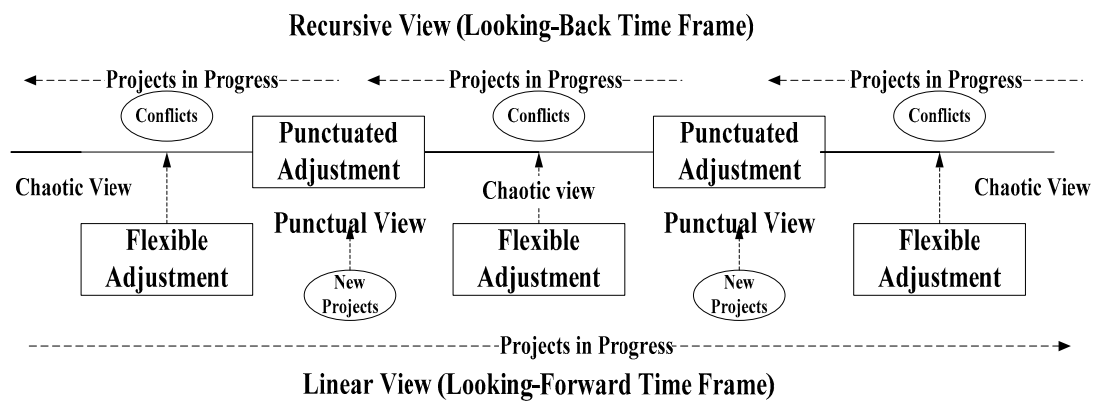 Recursive View (Looking-Back Time Frame)
Projects in Progress
Projects in Progress
Projects in Progress
Conflicts
Conflicts
Conflicts
Punctuated
Adjustment
Punctuated
Adjustment
Chaotic View
Chaotic view
Chaotic View
Punctual View
Punctual View
Flexible
Adjustment
Flexible
Adjustment
Flexible
Adjustment
New
Projects
New
Projects
Projects in Progress
Linear View (Looking-Forward Time Frame)